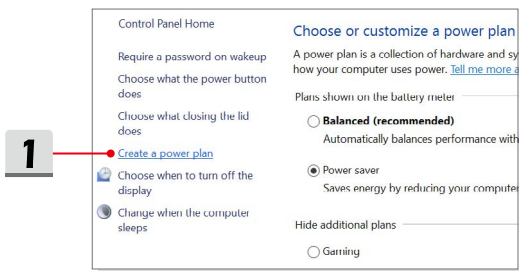 Control Panel Home
Require a password on wakeup
Choose what the power button
does
Choose what closing the lid
does
1
Create a power plan
Choose when to turn off the
display
Change when the computer
sleeps
Choose or customize a power plan
A power plan is a collection of hardware and sy
how your computer uses power. Tell me more a
Plans shown on the battery meter
Balanced (recommended)
Automatically balances performance with
Power saver
Saves energy by reducing your computer
Hide additional plans
Gaming